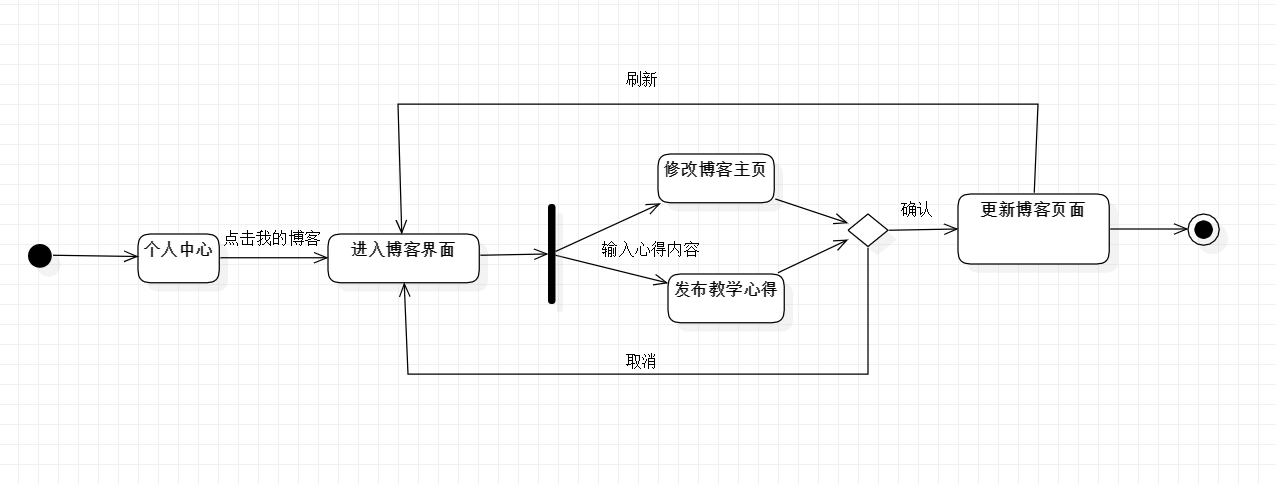 刷新
修改博客主页
确认
更新博客页面
点击我的博客
个人中心
进入博客界面
输入心得内容
发布教学心得
取消